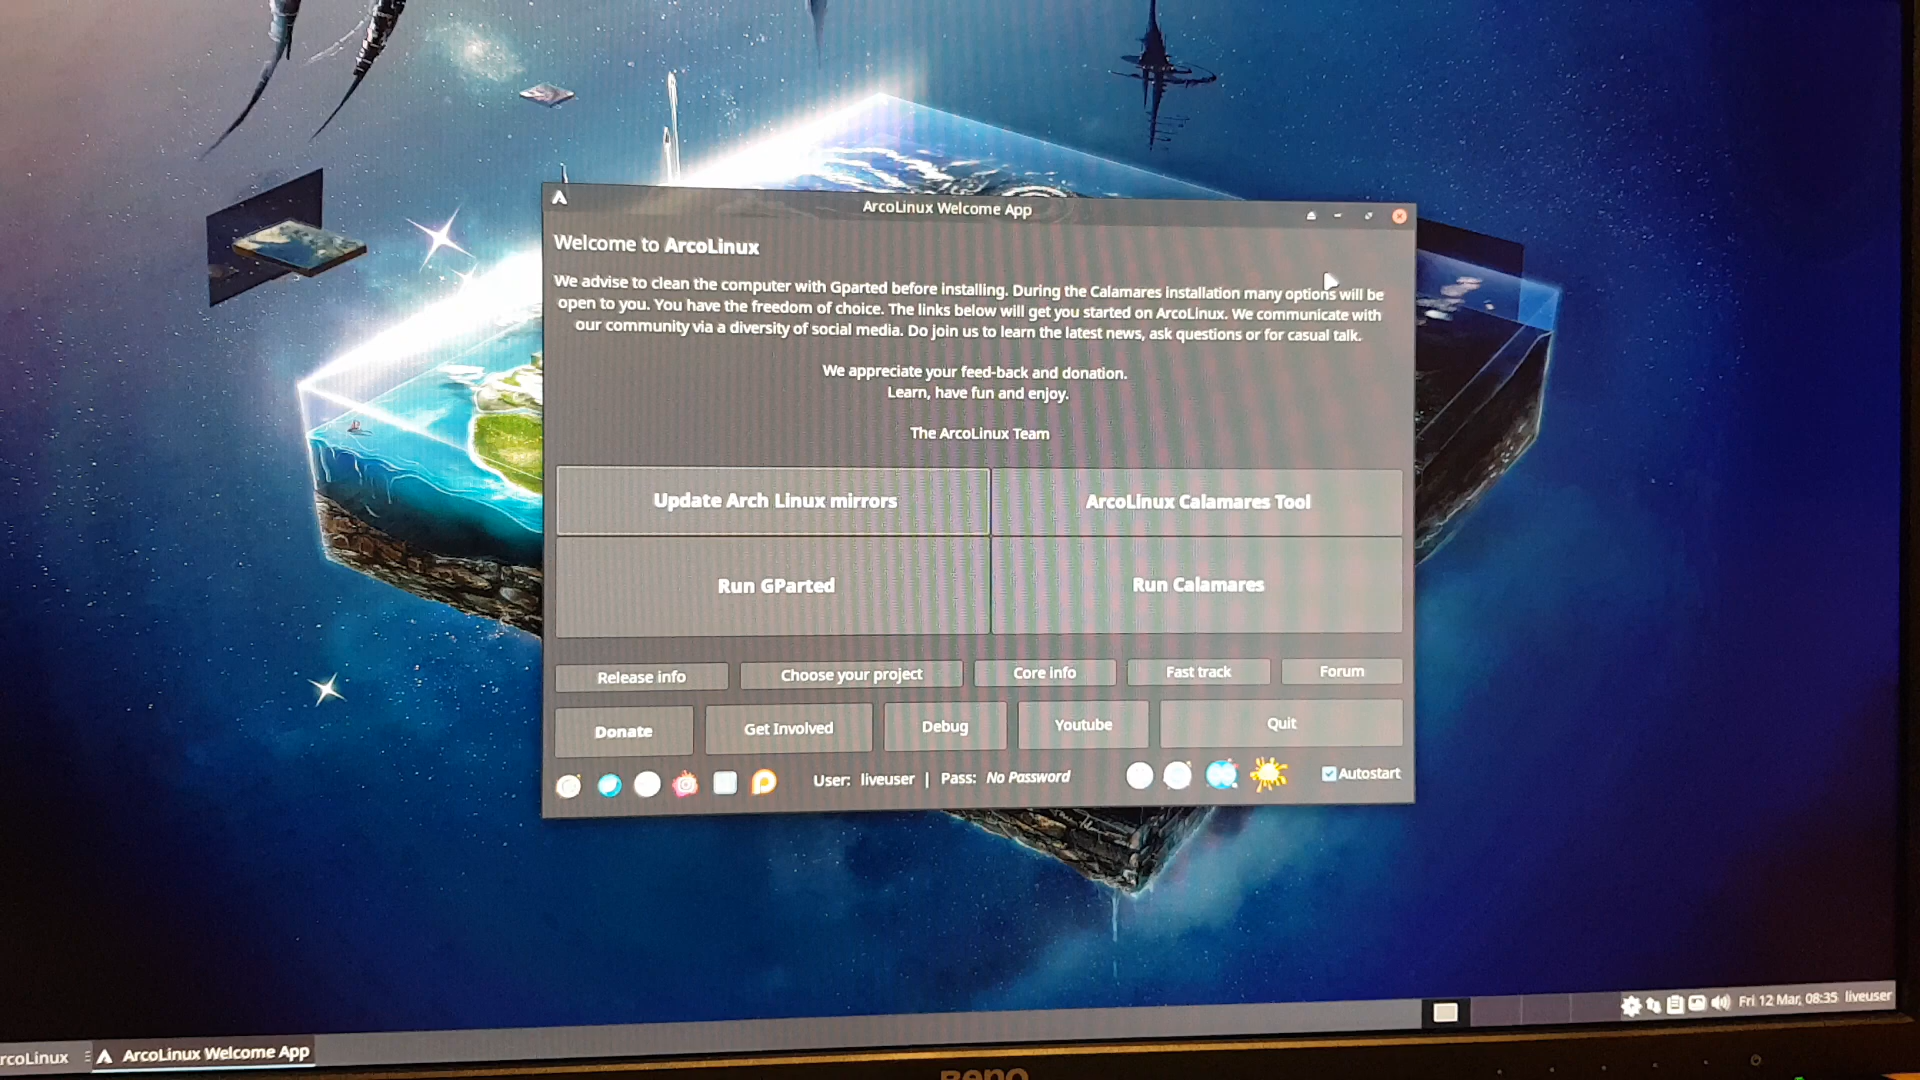 ArcoLinux Welcome App
Welcome to ArcoLinux
We advise to clean the computer with Gparted before installing. During the Calamares installation many options will be
open to you. You have the freedom of choice. The links below will get you started on ArcoLinux. We communicate with
our community via a diversity of social media. Do join us to learn the latest news, ask questions or for casual talk.
We appreciate your feed-back and donation.
Learn, have fun and enjoy.
The ArcoLinux Team
Update Arch Linux mirrors
ArcoLinux Calamares Tool
Run GParted
Run Calamares
Release info
Choose your project
Core info
Fast track
Forum
Donate
Get Involved
Debug
Youtube
Quit
User: liveuser | Pass: No Password
Autostart
Fri 12 Mar, 08:35 liveuser
rcoLinux
ArcoLinux Welcome App
BenQ